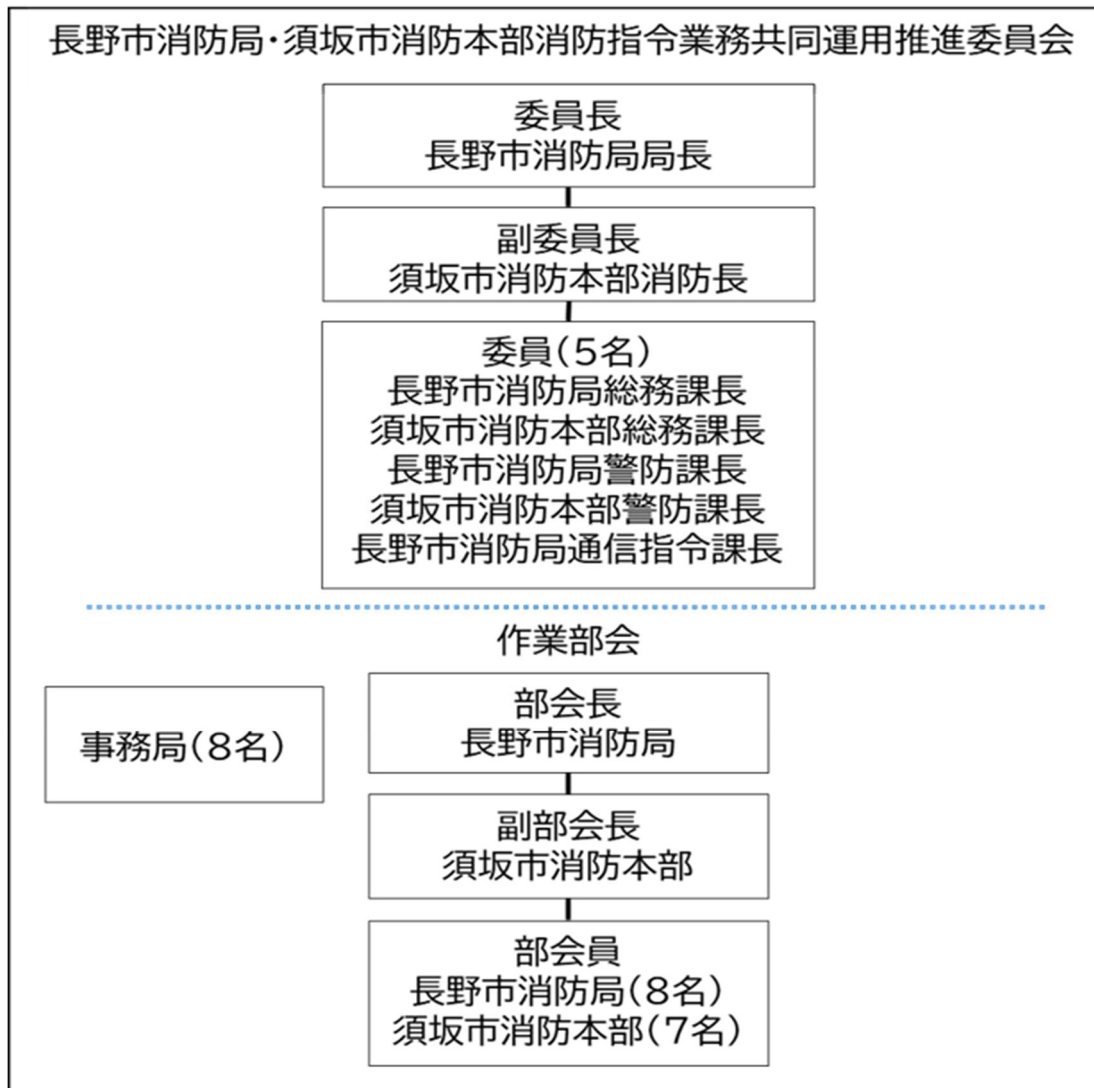 長野市消防局・須坂市消防本部消防指令業務共同運用推進委員会
委員長
長野市消防局局長
副委員長
須坂市消防本部消防長
委員(5名)
長野市消防局総務課長
須坂市消防本部総務課長
長野市消防局警防課長
須坂市消防本部警防課長
長野市消防局通信指令課長
作業部会
事務局(8名)
部会長
長野市消防局
副部会長
須坂市消防本部
部会員
長野市消防局(8名)
須坂市消防本部(7名)